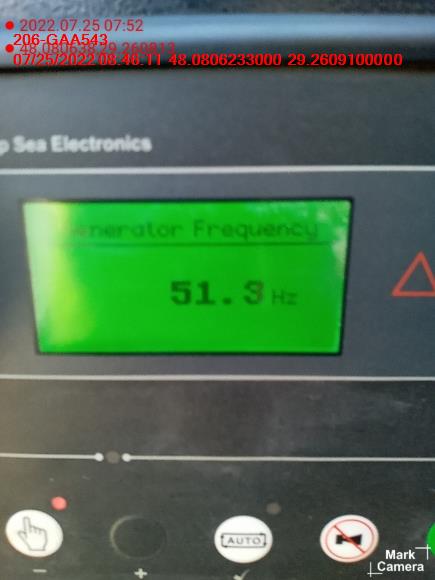 2022.07.25 07:52
206-GAA543
48.080638 29.260813
07/25/2022 08:46:11 48.0806233000 29.2609100000
p Sea Electronics
enerator Frequency
51.3 Hz
AUTO
Mark
Camera